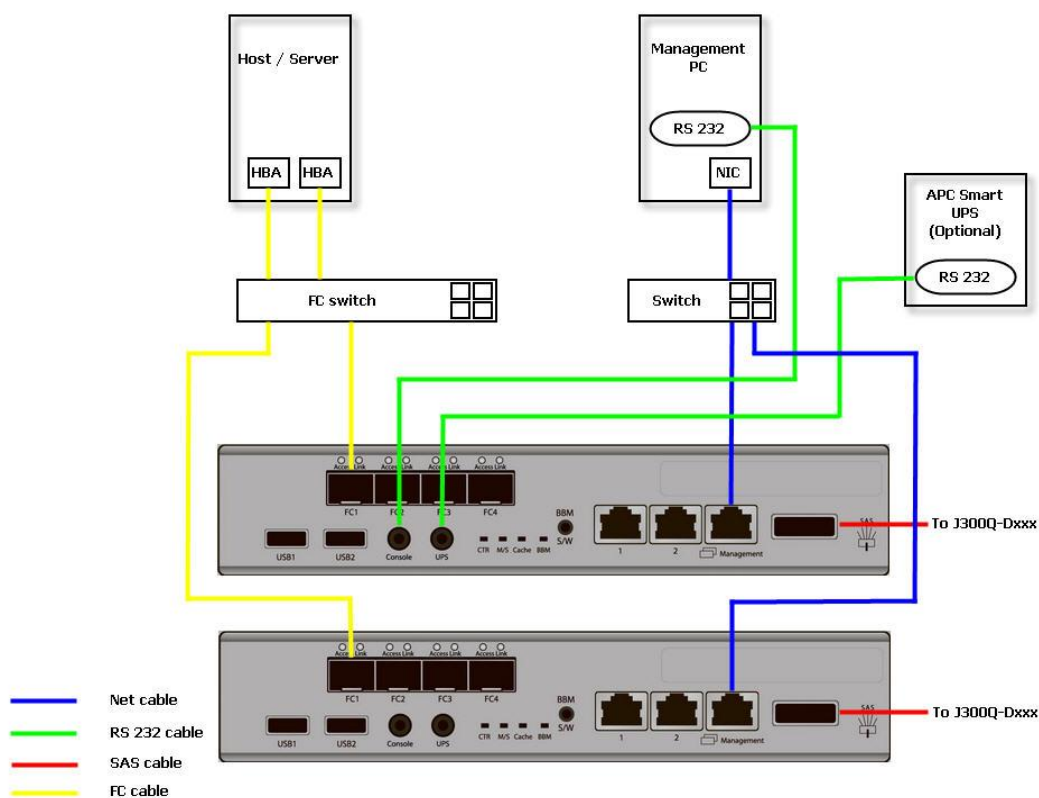 Host / Server
HBA
HBA
Management
PC
RS 232
NIC
APC Smart
UPS
(Optional)
RS 232
FC switch
Switch
Access Link
Access Link
Access Link
Access Link
FC1
FC2
FC3
FC4
USB1
USB2
Console
UPS
CTR M/S Cache BBM
BBM
S/W
1
2
Management
SAS
To J300Q-Dxxx
Access Link
Access Link
Access Link
Access Link
FC1
FC2
FC3
FC4
USB1
USB2
Console
UPS
CTR M/S Cache BBM
BBM
S/W
1
2
Management
SAS
To J300Q-Dxxx
Net cable
RS 232 cable
SAS cable
FC cable